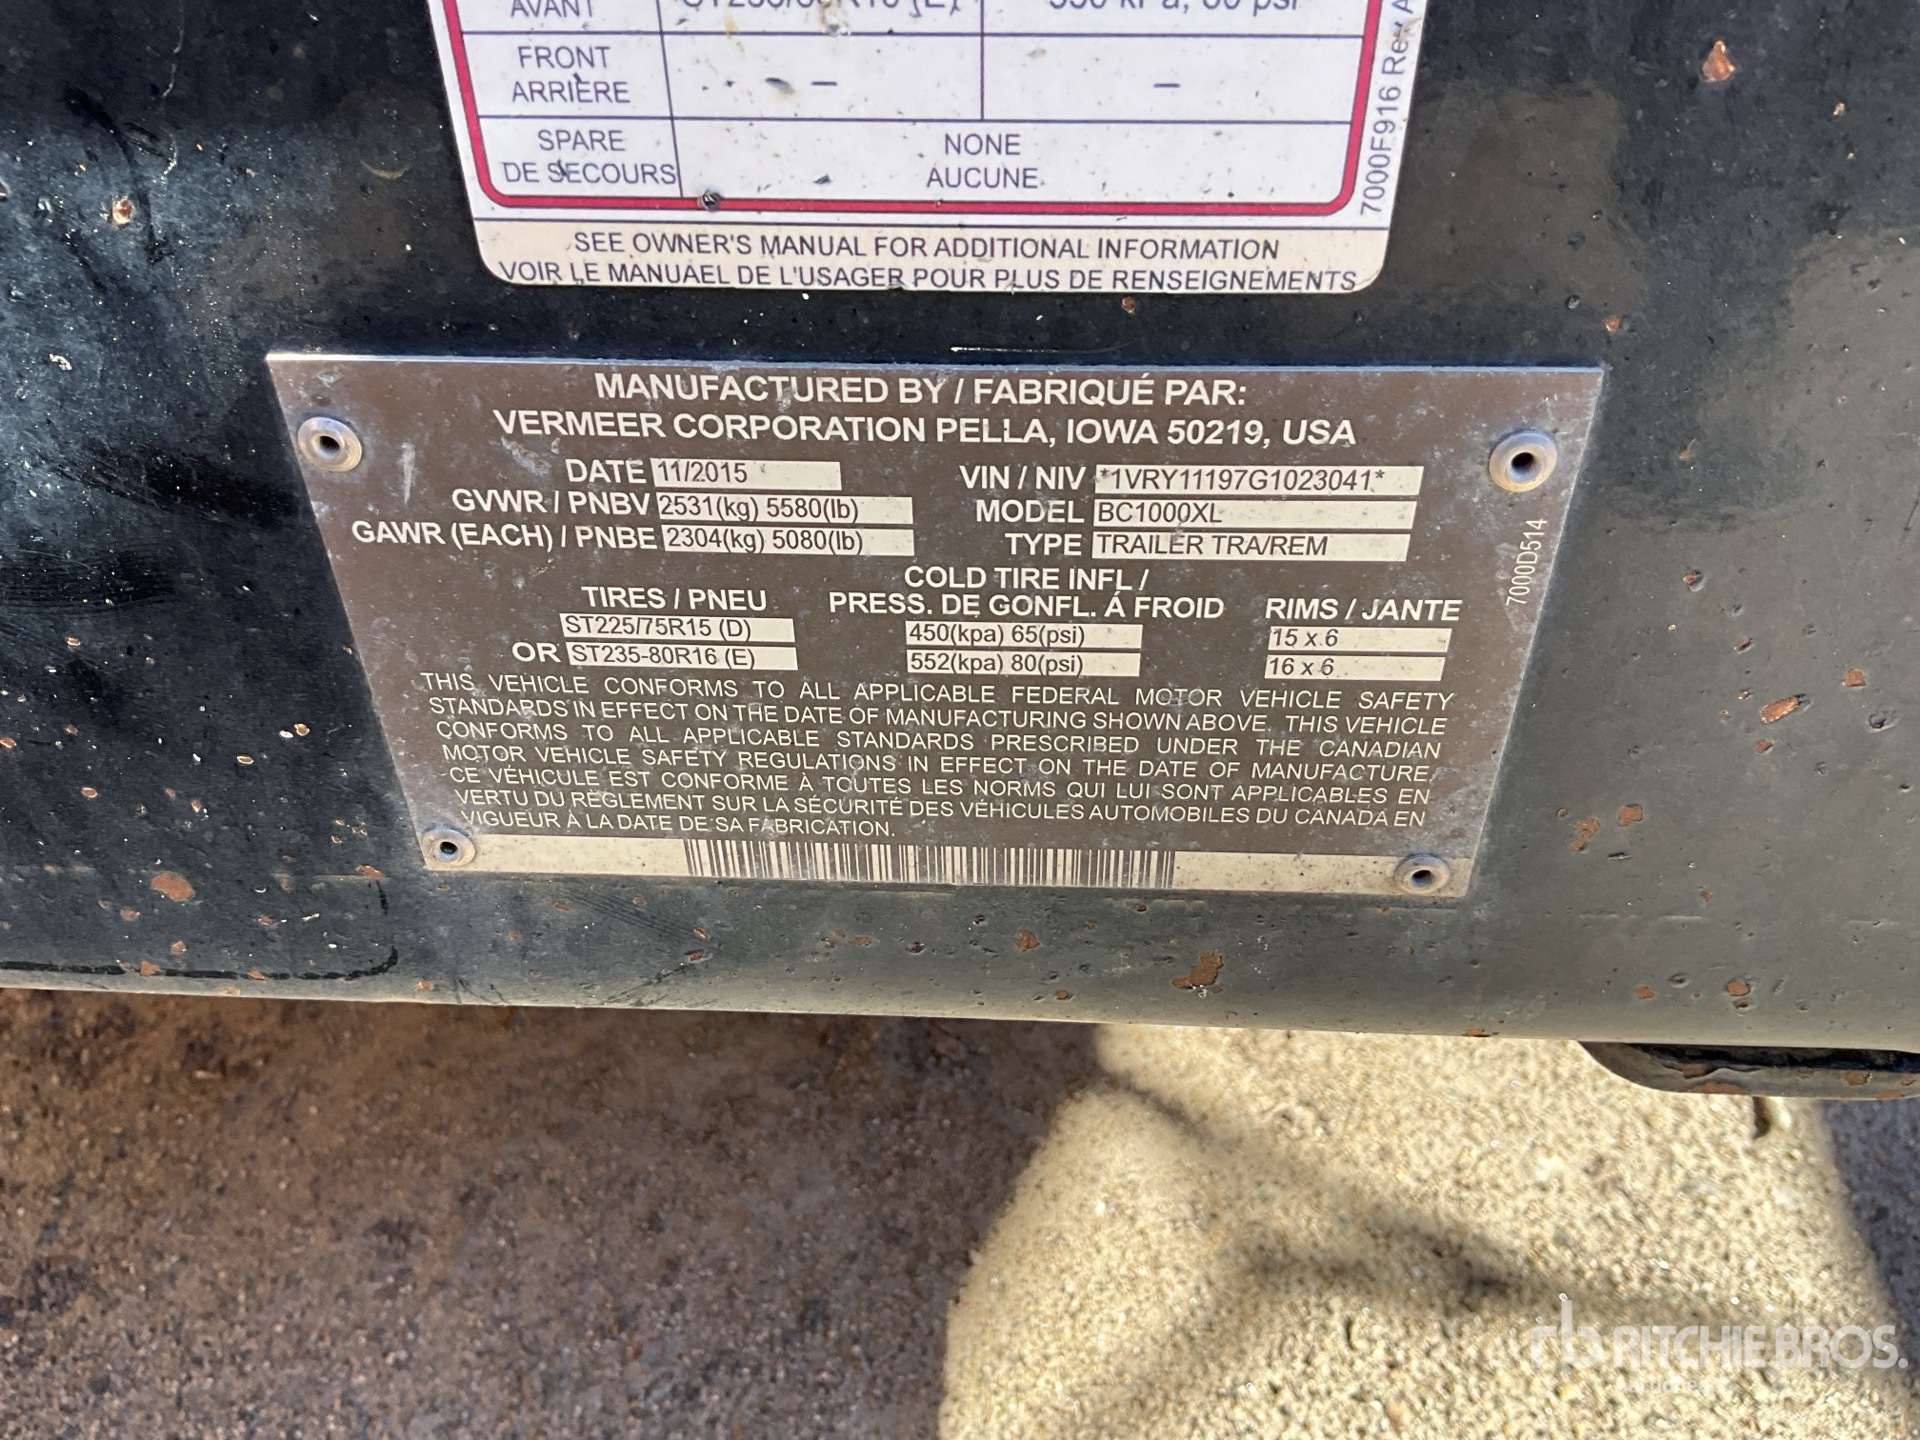 AVANT
FRONT
ARRIÈRE
–
–
SPARE
DE SECOURS
NONE
AUCUNE
7000F916 Rev A
SEE OWNER'S MANUAL FOR ADDITIONAL INFORMATION
VOIR LE MANUAEL DE L'USAGER POUR PLUS DE RENSEIGNEMENTS
MANUFACTURED BY / FABRIQUÉ PAR:
VERMEER CORPORATION PELLA, IOWA 50219, USA
DATE 11/2015
GVWR / PNBV 2531(kg) 5580(lb)
GAWR (EACH) / PNBE 2304(kg) 5080(lb)
VIN / NIV *1VRY11197G1023041*
MODEL BC1000XL
TYPE TRAILER TRA/REM
7000D514
TIRES / PNEU
ST225/75R15 (D)
OR ST235-80R16 (E)
COLD TIRE INFL /
PRESS. DE GONFL. Á FROID
450(kpa) 65(psi)
552(kpa) 80(psi)
RIMS / JANTE
15 x 6
16 x 6
THIS VEHICLE CONFORMS TO ALL APPLICABLE FEDERAL MOTOR VEHICLE SAFETY
STANDARDS IN EFFECT ON THE DATE OF MANUFACTURING SHOWN ABOVE. THIS VEHICLE
CONFORMS TO ALL APPLICABLE STANDARDS PRESCRIBED UNDER THE CANADIAN
MOTOR VEHICLE SAFETY REGULATIONS IN EFFECT ON THE DATE OF MANUFACTURE.
CE VÉHICULE EST CONFORME À TOUTES LES NORMS QUI LUI SONT APPLICABLES EN
VERTU DU RÈGLEMENT SUR LA SÉCURITÉ DES VÉHICULES AUTOMOBILES DU CANADA EN
VIGUEUR À LA DATE DE SA FABRICATION.
rb RITCHIE BROS.